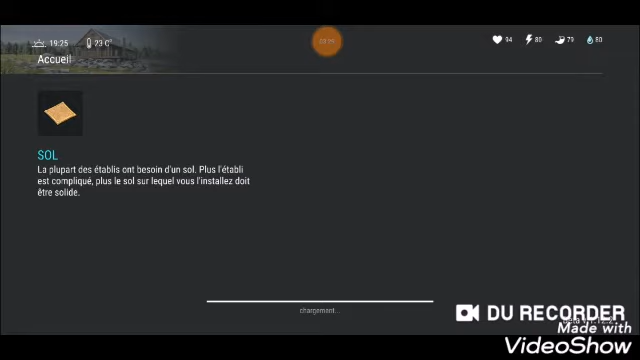 19:25 23 C° 94 80 79 80
Accueil
SOL
La plupart des établis ont besoin d'un sol. Plus l'établi
est compliqué, plus le sol sur lequel vous l'installez doit
être solide.
chargement...
DU RECORDER
Made with
VideoShow